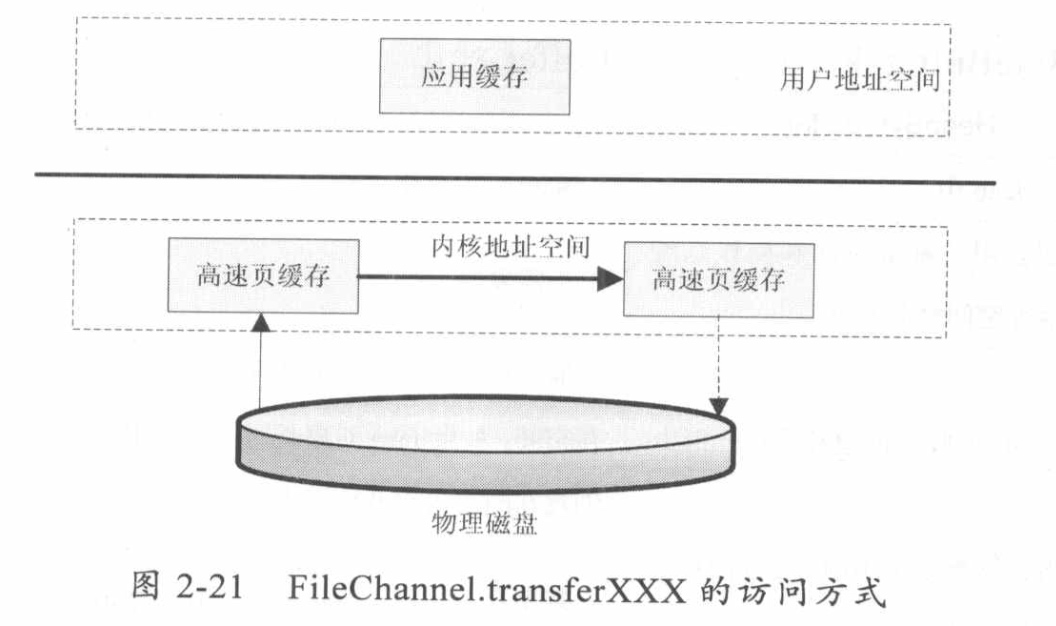 应用缓存
用户地址空间
内核地址空间
高速页缓存
高速页缓存
物理磁盘
图 2-21 FileChannel.transferXXX 的访问方式